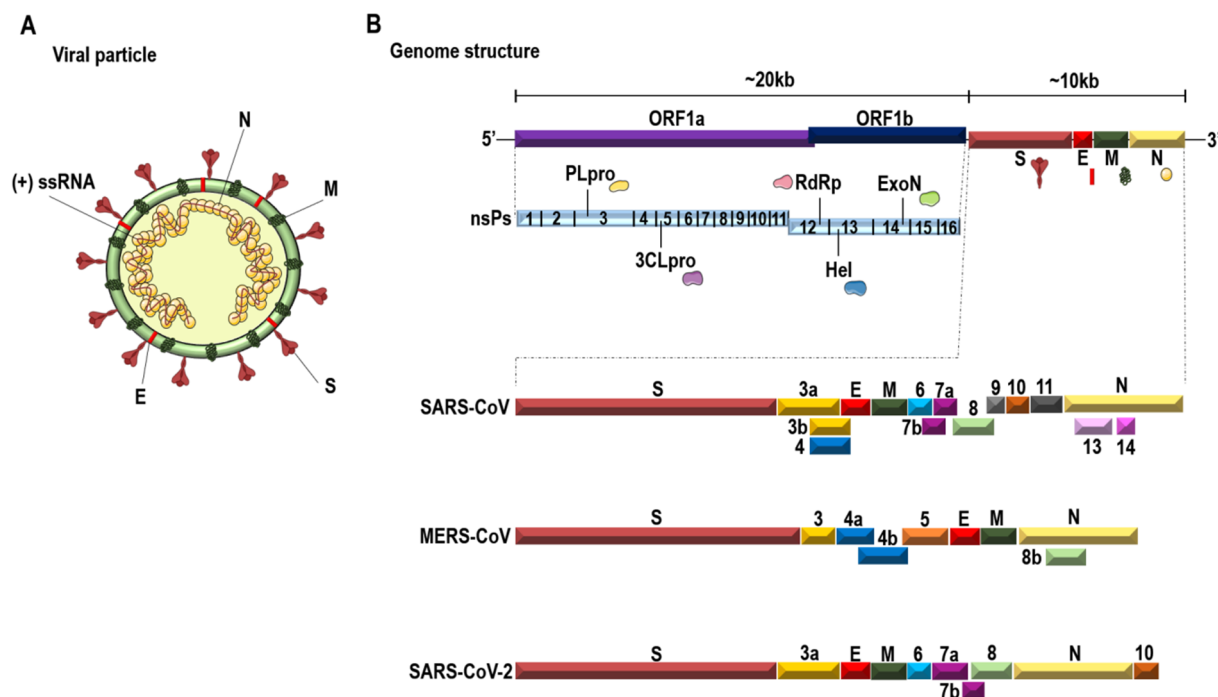 A
Viral particle
N
(+) ssRNA
M
E
S
B
Genome structure
~20kb
~10kb
ORF1a
ORF1b
5’
3’
S
E
M
N
PLpro
RdRp
ExoN
nsPs
1 2 3 4 5 6 7 8 9 10 11
12 13 14 15 16
3CLpro
Hel
S 3a E M 6 7a 9 10 11 N
SARS-CoV
8
3b 7b
4 13 14
S 3 4a 5 E M N
MERS-CoV
4b
8b
S 3a E M 6 7a 8 N 10
SARS-CoV-2
7b